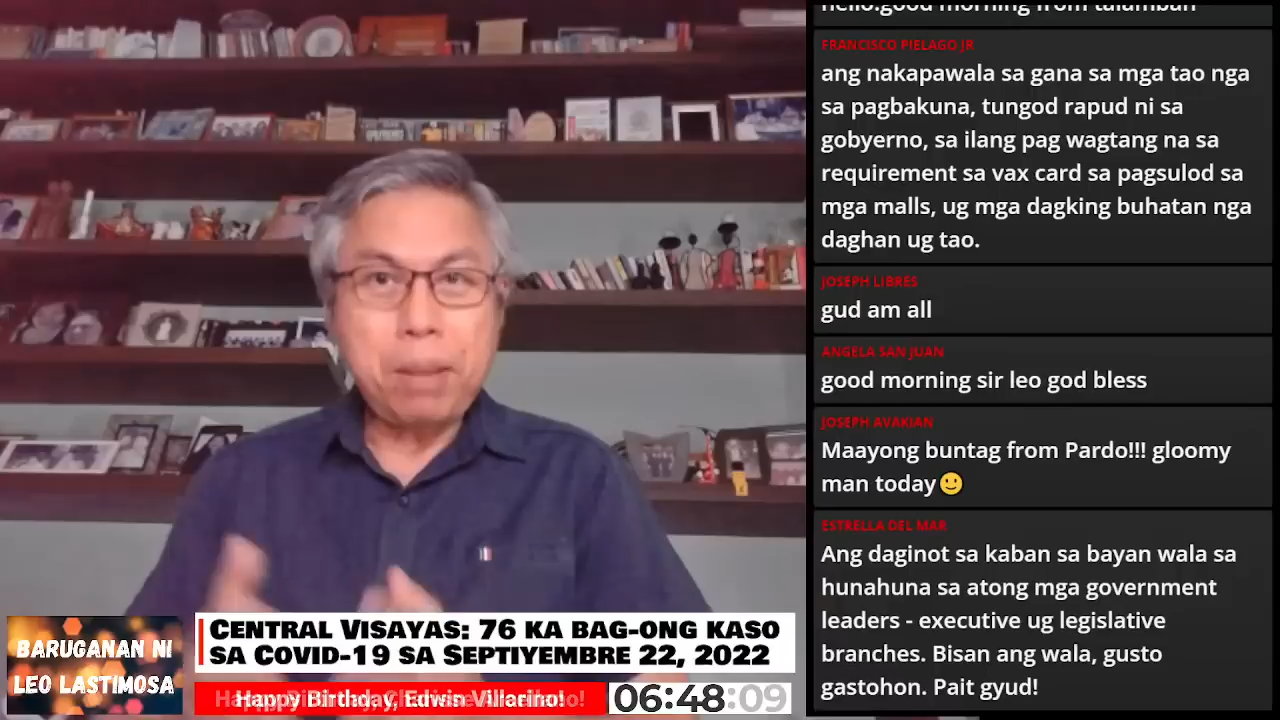 BARUGANAN NI
LEO LASTIMOSA
CENTRAL VISAYAS: 76 KA BAG-ONG KASO
SA COVID-19 SA SEPTIYEMBRE 22, 2022
Happy Birthday, Edwin Villarino!
06:48:09
hello.good morning from talamban
FRANCISCO PIELAGO JR
ang nakapawala sa gana sa mga tao nga
sa pagbakuna, tungod rapud ni sa
gobyerno, sa ilang pag wagtang na sa
requirement sa vax card sa pagsulod sa
mga malls, ug mga dagking buhatan nga
daghan ug tao.
JOSEPH LIBRES
gud am all
ANGELA SAN JUAN
good morning sir leo god bless
JOSEPH AVAKIAN
Maayong buntag from Pardo!!! gloomy
man today🙂
ESTRELLA DEL MAR
Ang daginot sa kaban sa bayan wala sa
hunahuna sa atong mga government
leaders - executive ug legislative
branches. Bisan ang wala, gusto
gastohon. Pait gyud!